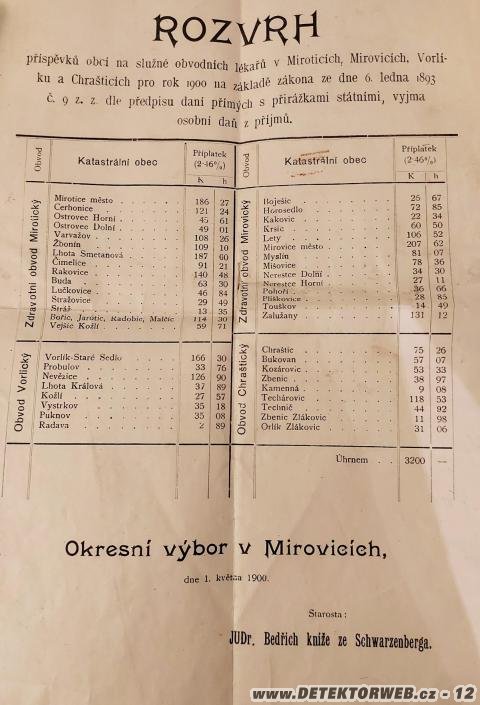 ROZVRH
příspěvků obcí na služné obvodních lékařů v Miroticích, Mirovicích, Vorlí-
ku a Chrašticích pro rok 1900 na základě zákona ze dne 6. ledna 1893
č. 9 z. z. dle předpisu daní přímých s přirážkami státními, vyjma
osobní daň z příjmů.
Obvod Katastrální obec Příplatek (2·46%) K h
Zdravotní obvod Mirotický
Mirotice město 186 27
Cerhonice 121 24
Ostrovec Horní 45 61
Ostrovec Dolní 49 01
Varvažov 108 26
Žbonín 109 10
Lhota Smetanová 187 60
Čimelice 91 21
Rakovice 140 48
Buda 63 30
Lučkovice 46 84
Stražovice 29 49
Stráž 13 35
Bořic, Jarotic, Radobic, Malčic 114 30
Vejšic Kožlí 59 71
Obvod Vorlický
Vorlík-Staré Sedlo 166 30
Probulov 33 76
Nevězice 126 90
Lhota Králová 37 89
Kožlí 27 57
Vystrkov 35 18
Puknov 35 08
Radava 2 89
Obvod Katastrální obec Příplatek (2·46%) K h
Zdravotní obvod Mirovický
Boješic 25 67
Horosedlo 72 85
Kakovic 22 34
Kršic 60 50
Lety 106 52
Mirovice město 207 62
Myslín 81 07
Mišovice 78 36
Nerestce Dolní 34 30
Nerestce Horní 27 11
Pohoří 36 66
Plíškovice 28 85
Touškov 14 49
Zalužany 131 12
Obvod Chraštický
Chraštic 75 26
Bukovan 57 07
Kozárovic 53 33
Zbenic 38 97
Kamenná 9 08
Techárovic 118 53
Technič 44 92
Zbenic Zlákovic 11 98
Orlík Zlákovic 31 06
Úhrnem . . 3200 —
Okresní výbor v Mirovicích,
dne 1. května 1900.
Starosta:
JUDr. Bedřich kníže ze Schwarzenberga.
www.DETEKTORWEB.cz - 12